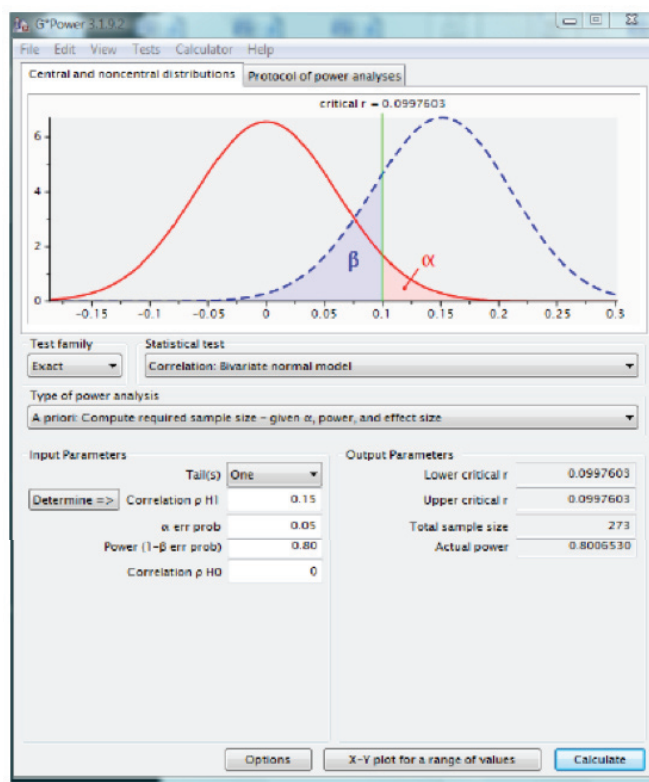 G*Power 3.1.9.2
File Edit View Tests Calculator Help
Central and noncentral distributions Protocol of power analyses
critical r = 0.0997603
6
4
2
0
β
α
-0.15 -0.1 -0.05 0 0.05 0.1 0.15 0.2 0.25 0.3
Test family Statistical test
Exact Correlation: Bivariate normal model
Type of power analysis
A priori: Compute required sample size – given α, power, and effect size
Input Parameters Output Parameters
Tail(s) One Lower critical r 0.0997603
Determine => Correlation ρ H1 0.15 Upper critical r 0.0997603
α err prob 0.05 Total sample size 273
Power (1-β err prob) 0.80 Actual power 0.8006530
Correlation ρ H0 0
Options X-Y plot for a range of values Calculate